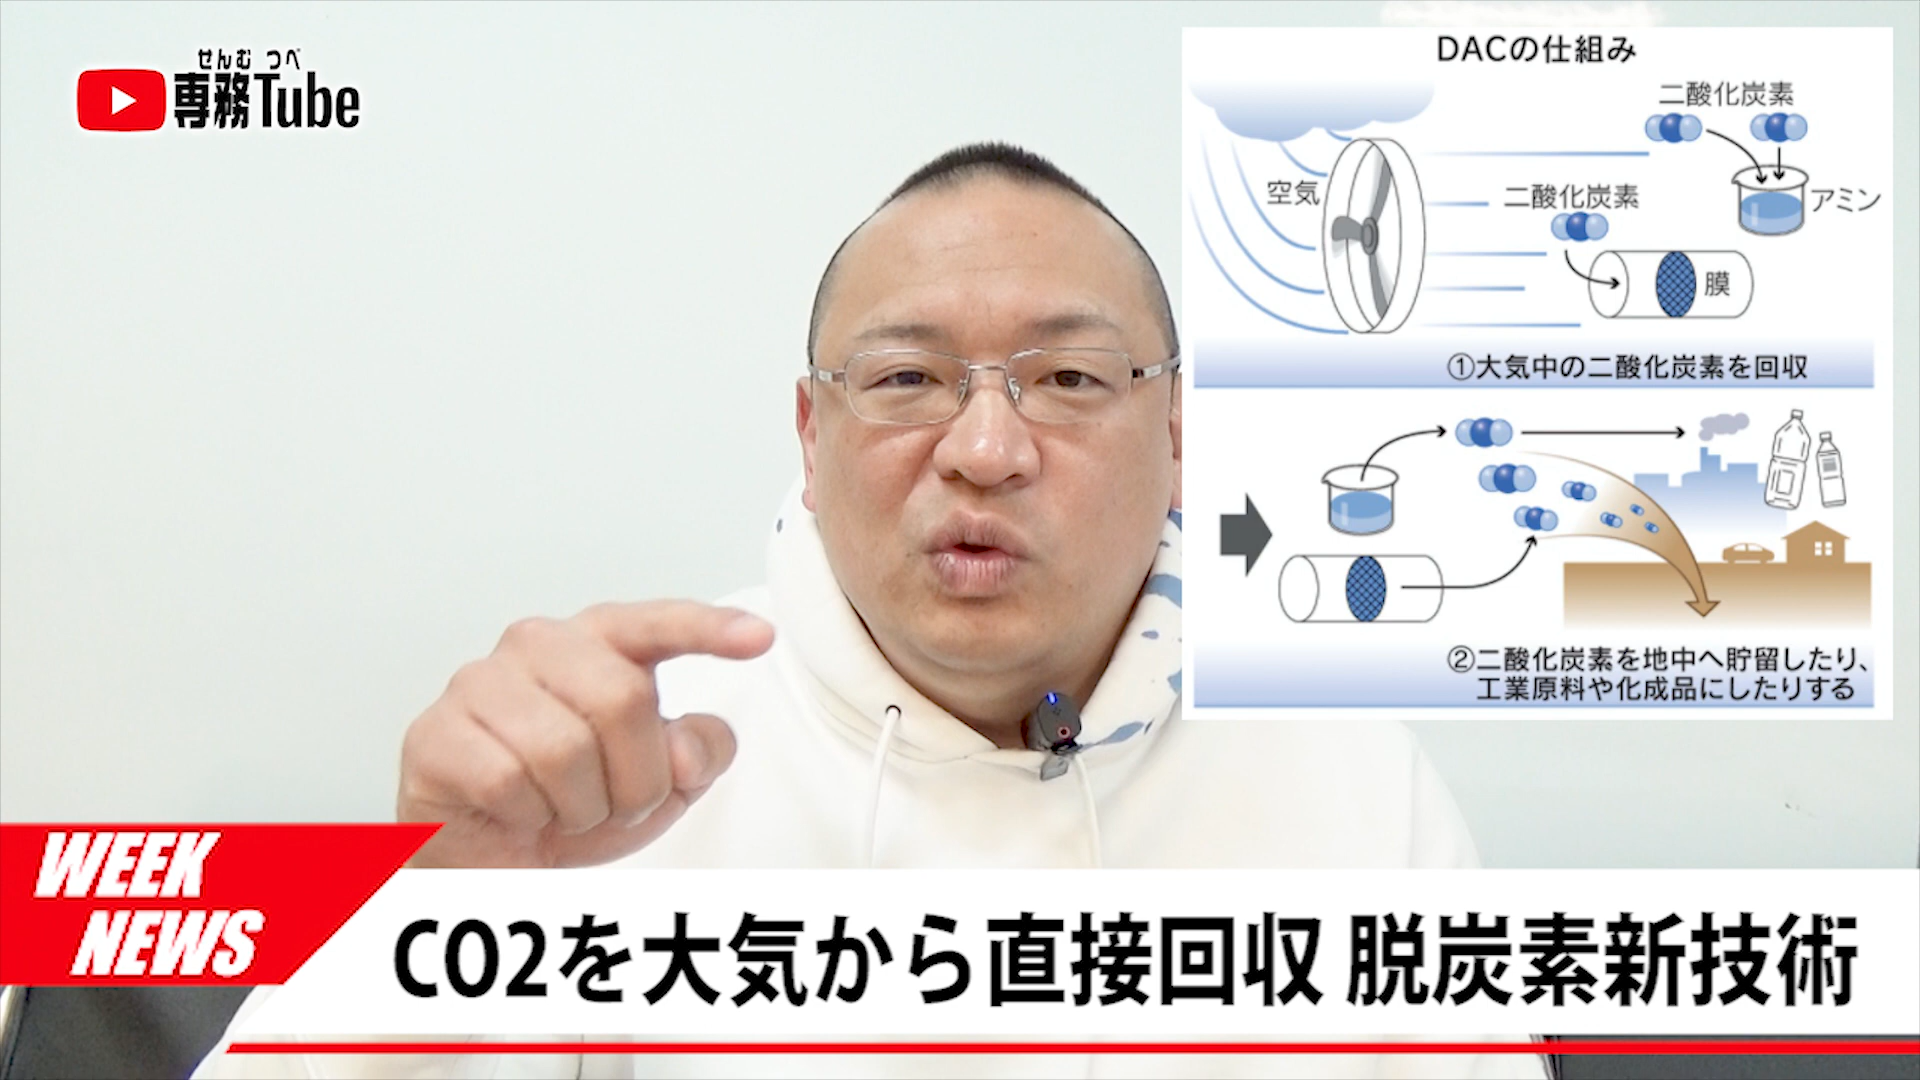 せんむ つべ
専務Tube
DACの仕組み
二酸化炭素
空気
二酸化炭素
アミン
膜
①大気中の二酸化炭素を回収
②二酸化炭素を地中へ貯留したり、
工業原料や化成品にしたりする
WEEK
NEWS
CO2を大気から直接回収 脱炭素新技術